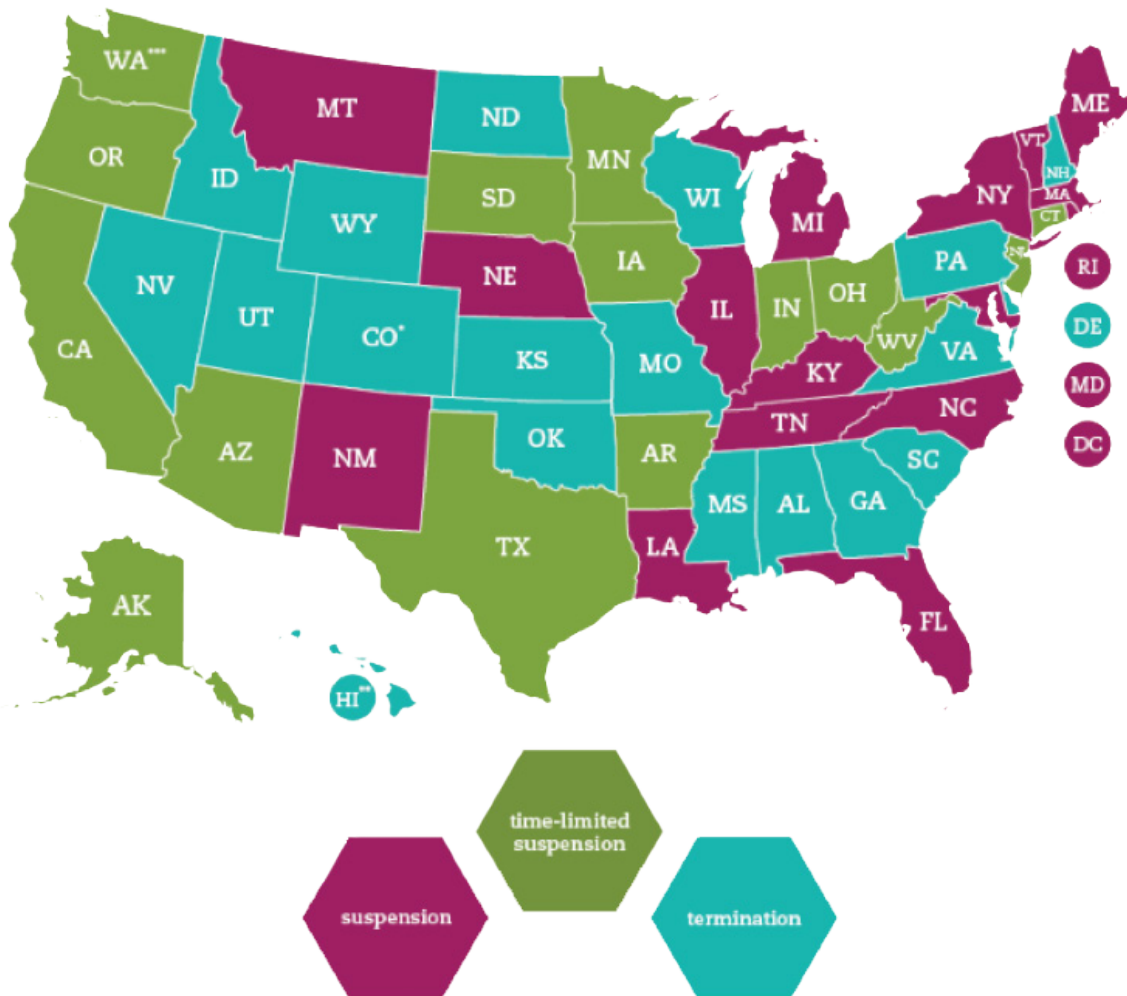 WA***
MT
ND
MN
ME
VT
NH
OR
ID
SD
WI
NY
MA
MI
CT
WY
IA
PA
NJ
NE
RI
NV
IL
IN
OH
UT
CO*
DE
CA
KS
MO
WV
VA
KY
MD
NC
TN
AZ
OK
AR
NM
SC
DC
MS
AL
GA
TX
LA
AK
FL
HI**
time-limited
suspension
suspension
termination